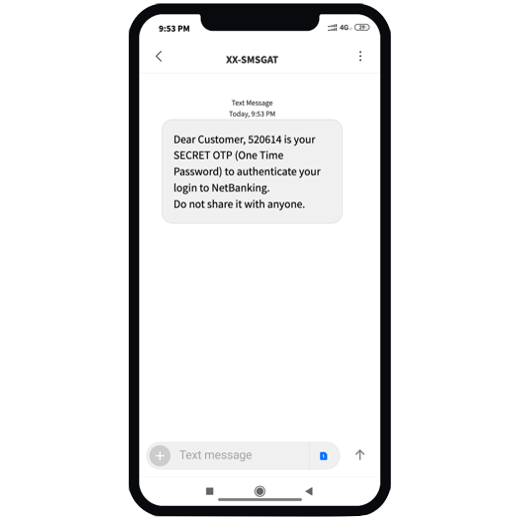 9:53 PM 4G 29
XX-SMSGAT
Text Message
Today, 9:53 PM
Dear Customer, 520614 is your
SECRET OTP (One Time
Password) to authenticate your
login to NetBanking.
Do not share it with anyone.
Text message